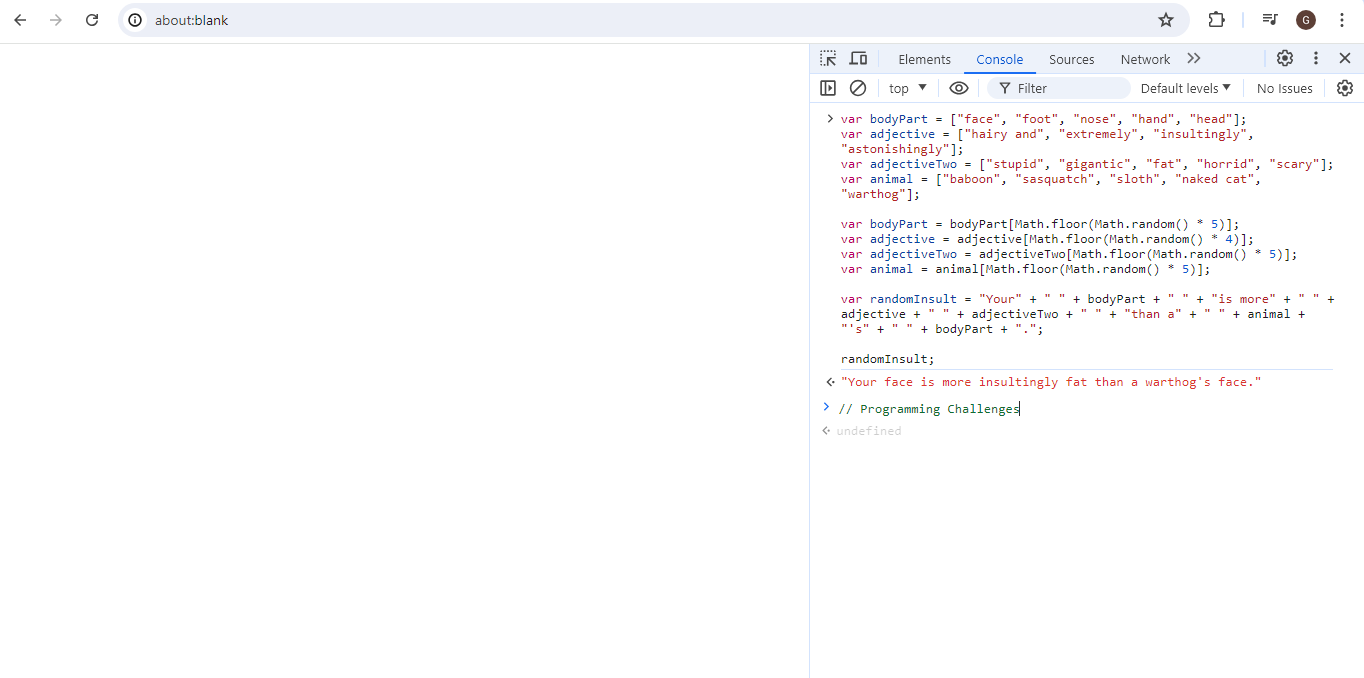 about:blank
G
Elements Console Sources Network
top Filter Default levels No Issues
var bodyPart = ["face", "foot", "nose", "hand", "head"];
var adjective = ["hairy and", "extremely", "insultingly",
"astonishingly"];
var adjectiveTwo = ["stupid", "gigantic", "fat", "horrid", "scary"];
var animal = ["baboon", "sasquatch", "sloth", "naked cat",
"warthog"];
var bodyPart = bodyPart[Math.floor(Math.random() * 5)];
var adjective = adjective[Math.floor(Math.random() * 4)];
var adjectiveTwo = adjectiveTwo[Math.floor(Math.random() * 5)];
var animal = animal[Math.floor(Math.random() * 5)];
var randomInsult = "Your" + " " + bodyPart + " " + "is more" + " " +
adjective + " " + adjectiveTwo + " " + "than a" + " " + animal +
"'s" + " " + bodyPart + ".";
randomInsult;
"Your face is more insultingly fat than a warthog's face."
// Programming Challenges
undefined